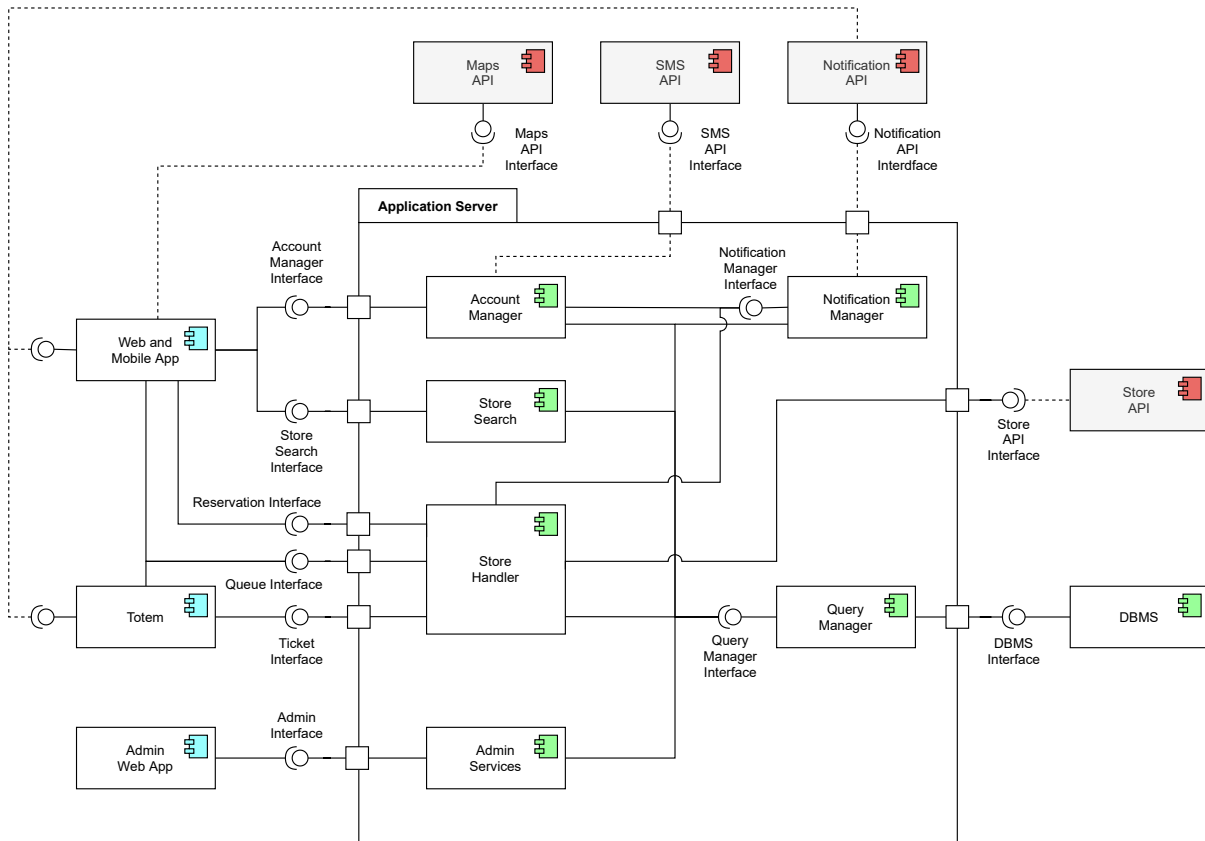 Maps
API
SMS
API
Notification
API
Maps
API
Interface
SMS
API
Interface
Notification
API
Interdface
Application Server
Account
Manager
Interface
Notification
Manager
Interface
Account
Manager
Notification
Manager
Web and
Mobile App
Store
Search
Store
API
Store
Search
Interface
Store
API
Interface
Reservation Interface
Store
Handler
Queue Interface
Totem
Ticket
Interface
Query
Manager
Query
Manager
Interface
DBMS
Interface
DBMS
Admin
Interface
Admin
Web App
Admin
Services